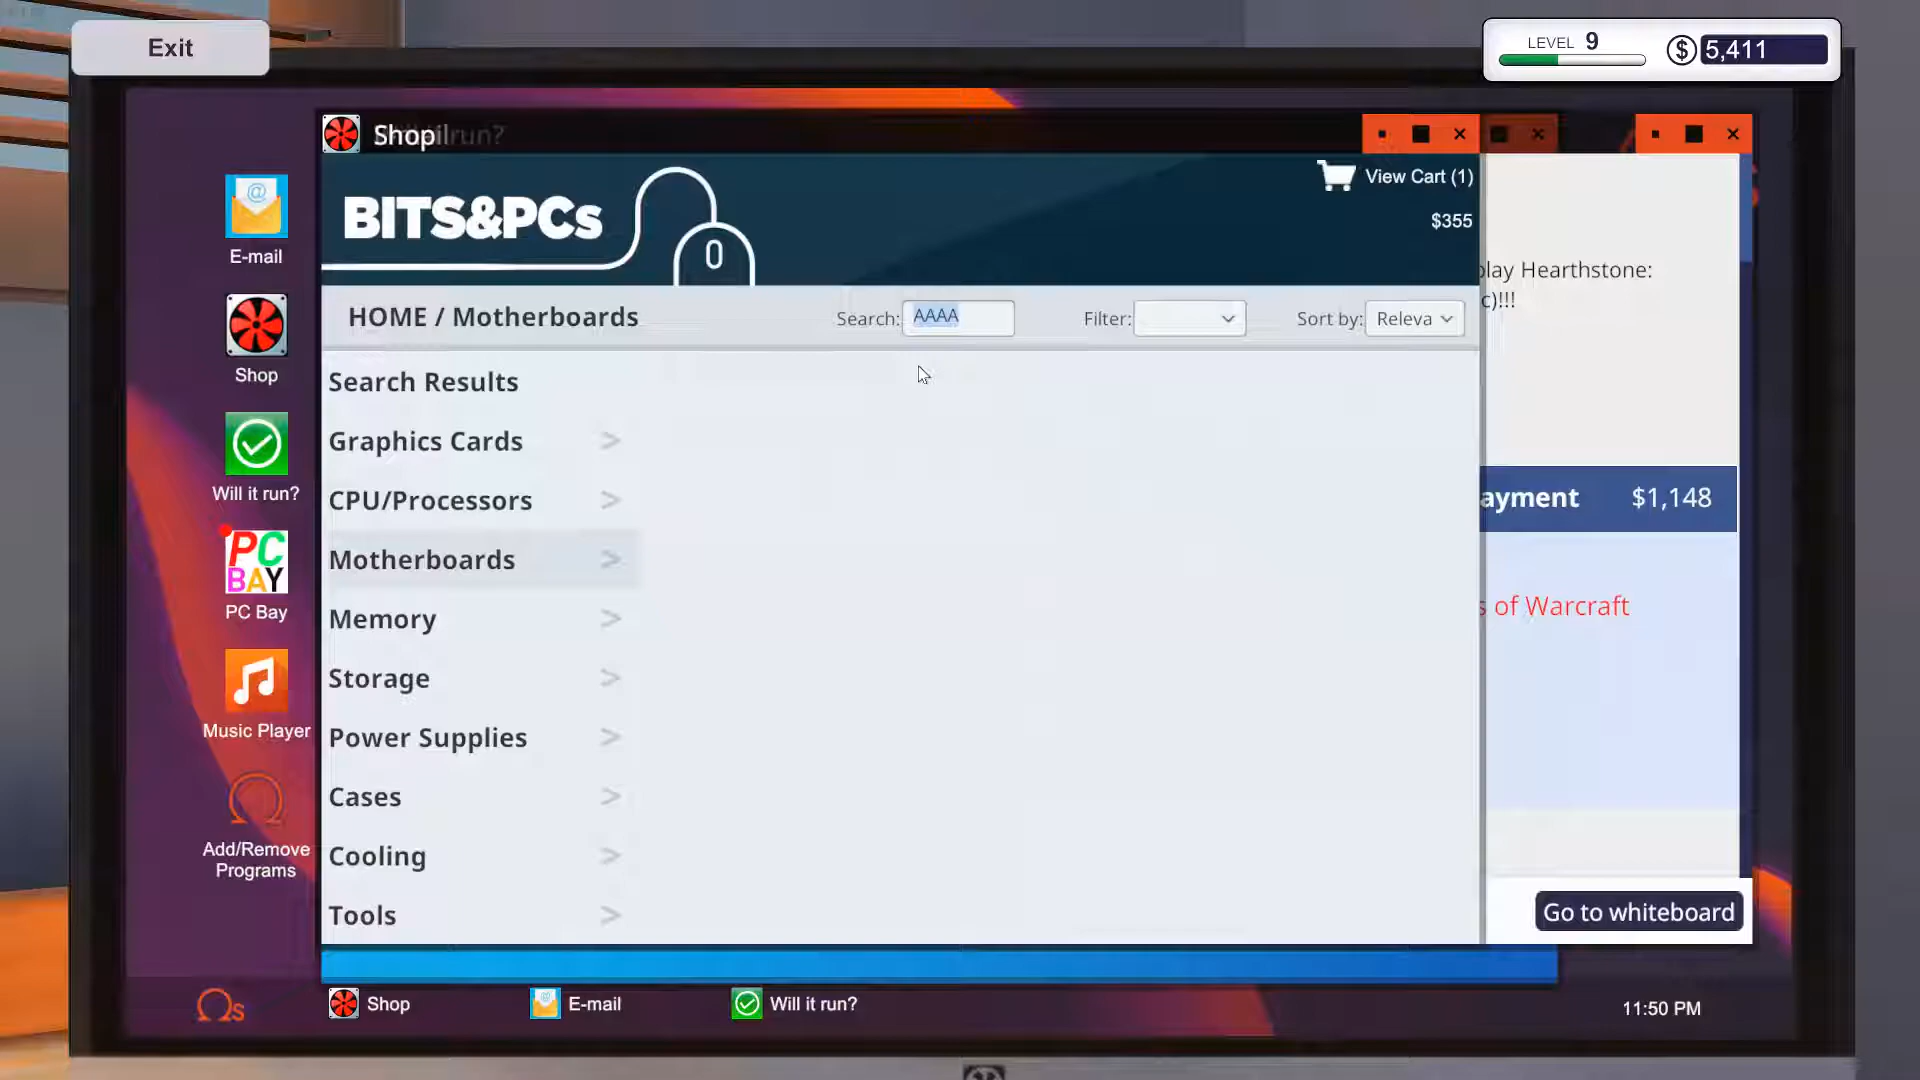 Exit
LEVEL 9
$ 5,411
Shop
BITS&PCs
View Cart (1)
$355
HOME / Motherboards
Search: AAAA
Filter:
Sort by: Releva
Search Results
Graphics Cards >
CPU/Processors >
Motherboards >
Memory >
Storage >
Power Supplies >
Cases >
Cooling >
Tools >
E-mail
Shop
Will it run?
PC BAY
PC Bay
Music Player
Add/Remove
Programs
play Hearthstone:
c)!!!
ayment $1,148
s of Warcraft
Go to whiteboard
Ωs
Shop
E-mail
Will it run?
11:50 PM